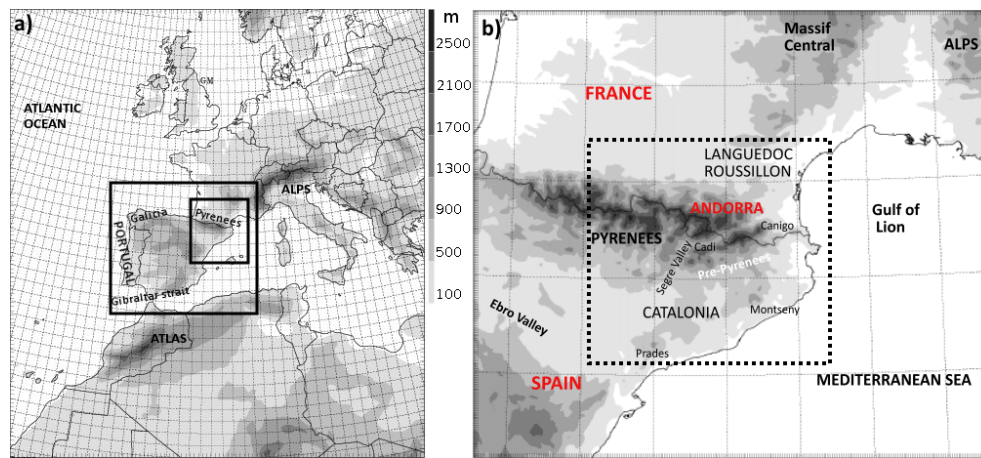 a)
GM
ATLANTIC
OCEAN
ALPS
Galicia
Pyrenees
PORTUGAL
Gibraltar strait
ATLAS
m
2500
2100
1700
1300
900
500
100
b)
Massif
Central
ALPS
FRANCE
LANGUEDOC
ROUSSILLON
ANDORRA
Gulf of
Lion
Canigo
PYRENEES
Cadi
Segre Valley
Pre-Pyrenees
Ebro Valley
CATALONIA
Montseny
Prades
SPAIN
MEDITERRANEAN SEA